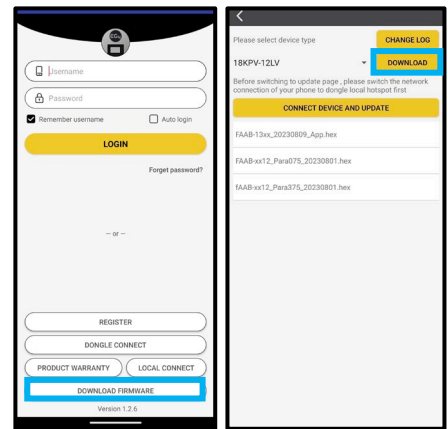 EG4
Username
Password
Remember username
Auto login
LOGIN
Forget password?
– or –
REGISTER
DONGLE CONNECT
PRODUCT WARRANTY
LOCAL CONNECT
DOWNLOAD FIRMWARE
Version 1.2.6
Please select device type
CHANGE LOG
18KPV-12LV
DOWNLOAD
Before switching to update page , please switch the network
connection of your phone to dongle local hotspot first
CONNECT DEVICE AND UPDATE
FAAB-13xx_20230809_App.hex
FAAB-xx12_Para075_20230801.hex
fAAB-xx12_Para375_20230801.hex